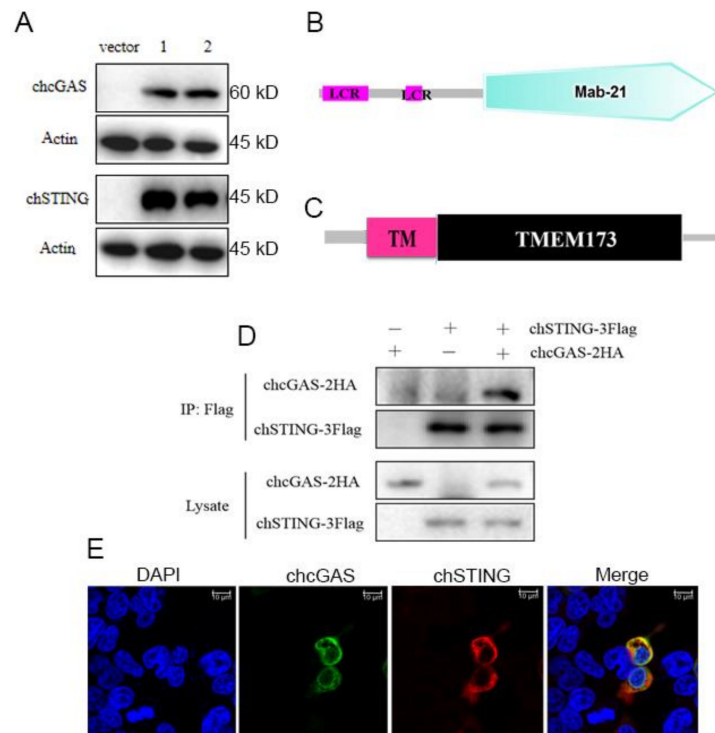 A
vector 1 2
chcGAS 60 kD
Actin 45 kD
chSTING 45 kD
Actin 45 kD
B
LCR LCR Mab-21
C
TM TMEM173
D
− + + chSTING-3Flag
+ − + chcGAS-2HA
IP: Flag
chcGAS-2HA
chSTING-3Flag
Lysate
chcGAS-2HA
chSTING-3Flag
E
DAPI chcGAS chSTING Merge
10 μm 10 μm 10 μm 10 μm